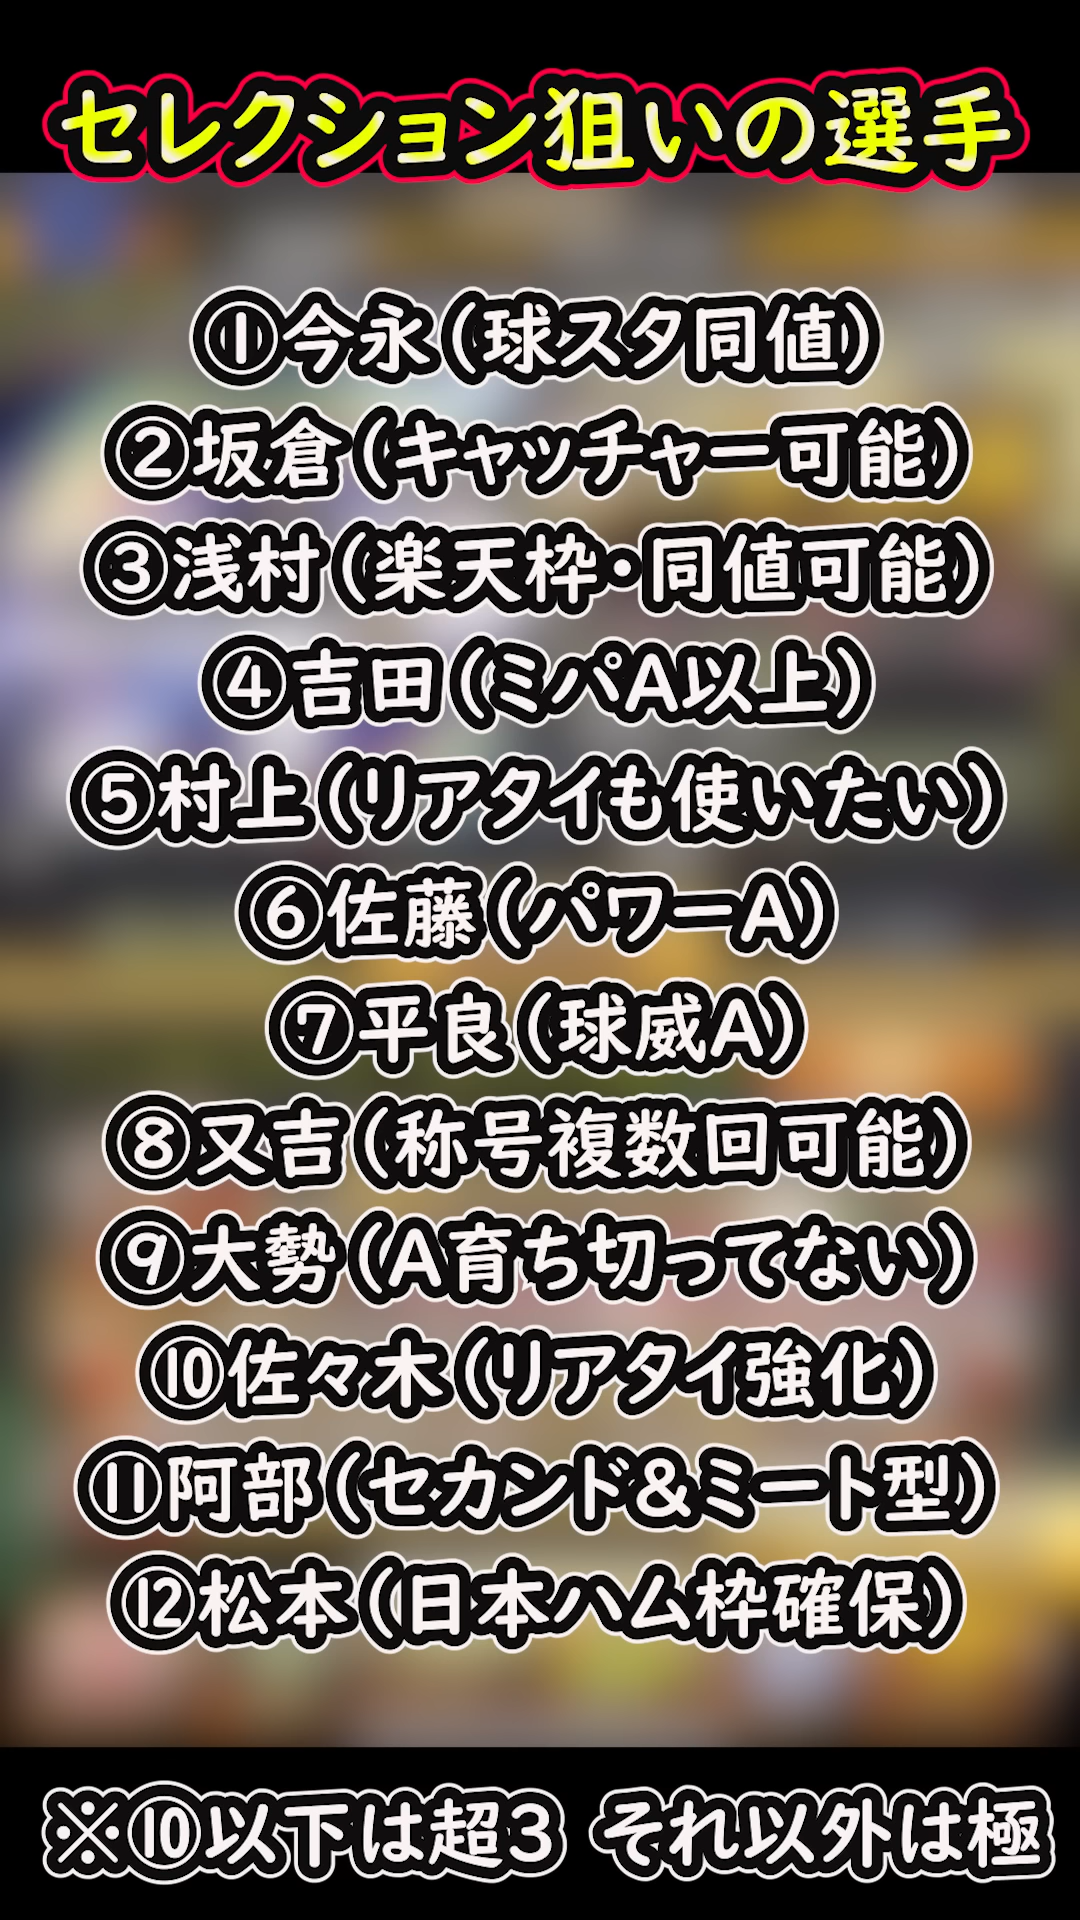 セレクション狙いの選手
①今永(球スタ同値)
②坂倉(キャッチャー可能)
③浅村(楽天枠・同値可能)
④吉田(ミパA以上)
⑤村上(リアタイも使いたい)
⑥佐藤(パワーA)
⑦平良(球威A)
⑧又吉(称号複数回可能)
⑨大勢(A育ち切ってない)
⑩佐々木(リアタイ強化)
⑪阿部(セカンド&ミート型)
⑫松本(日本ハム枠確保)
※⑩以下は超3 それ以外は極